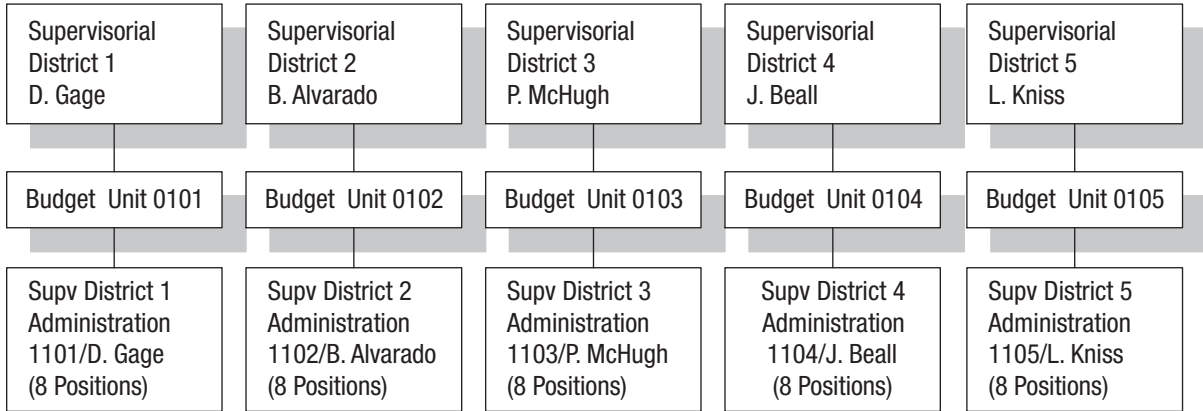 Supervisorial
District 1
D. Gage
Supervisorial
District 2
B. Alvarado
Supervisorial
District 3
P. McHugh
Supervisorial
District 4
J. Beall
Supervisorial
District 5
L. Kniss
Budget Unit 0101
Budget Unit 0102
Budget Unit 0103
Budget Unit 0104
Budget Unit 0105
Supv District 1
Administration
1101/D. Gage
(8 Positions)
Supv District 2
Administration
1102/B. Alvarado
(8 Positions)
Supv District 3
Administration
1103/P. McHugh
(8 Positions)
Supv District 4
Administration
1104/J. Beall
(8 Positions)
Supv District 5
Administration
1105/L. Kniss
(8 Positions)